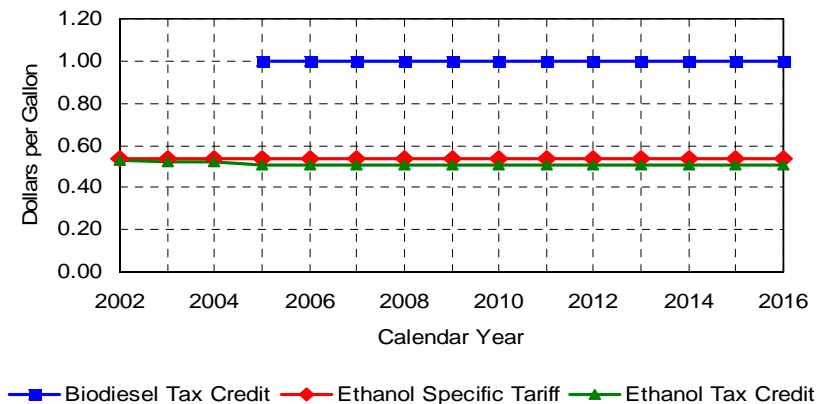 1.20
1.00
0.80
0.60
0.40
0.20
0.00
Dollars per Gallon
2002 2004 2006 2008 2010 2012 2014 2016
Calendar Year
Biodiesel Tax Credit Ethanol Specific Tariff Ethanol Tax Credit